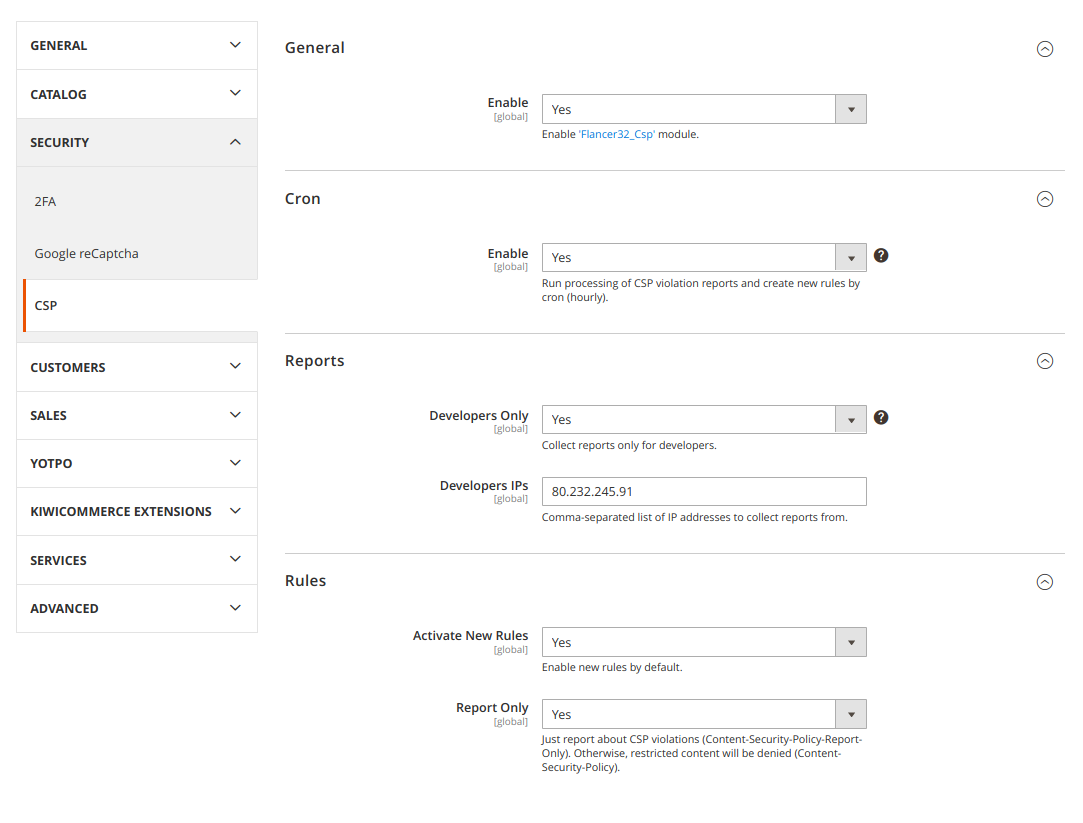 GENERAL
CATALOG
SECURITY
2FA
Google reCaptcha
CSP
CUSTOMERS
SALES
YOTPO
KIWICOMMERCE EXTENSIONS
SERVICES
ADVANCED
General
Enable
[global]
Yes
Enable 'Flancer32_Csp' module.
Cron
Enable
[global]
Yes
?
Run processing of CSP violation reports and create new rules by
cron (hourly).
Reports
Developers Only
[global]
Yes
?
Collect reports only for developers.
Developers IPs
[global]
80.232.245.91
Comma-separated list of IP addresses to collect reports from.
Rules
Activate New Rules
[global]
Yes
Enable new rules by default.
Report Only
[global]
Yes
Just report about CSP violations (Content-Security-Policy-Report-
Only). Otherwise, restricted content will be denied (Content-
Security-Policy).